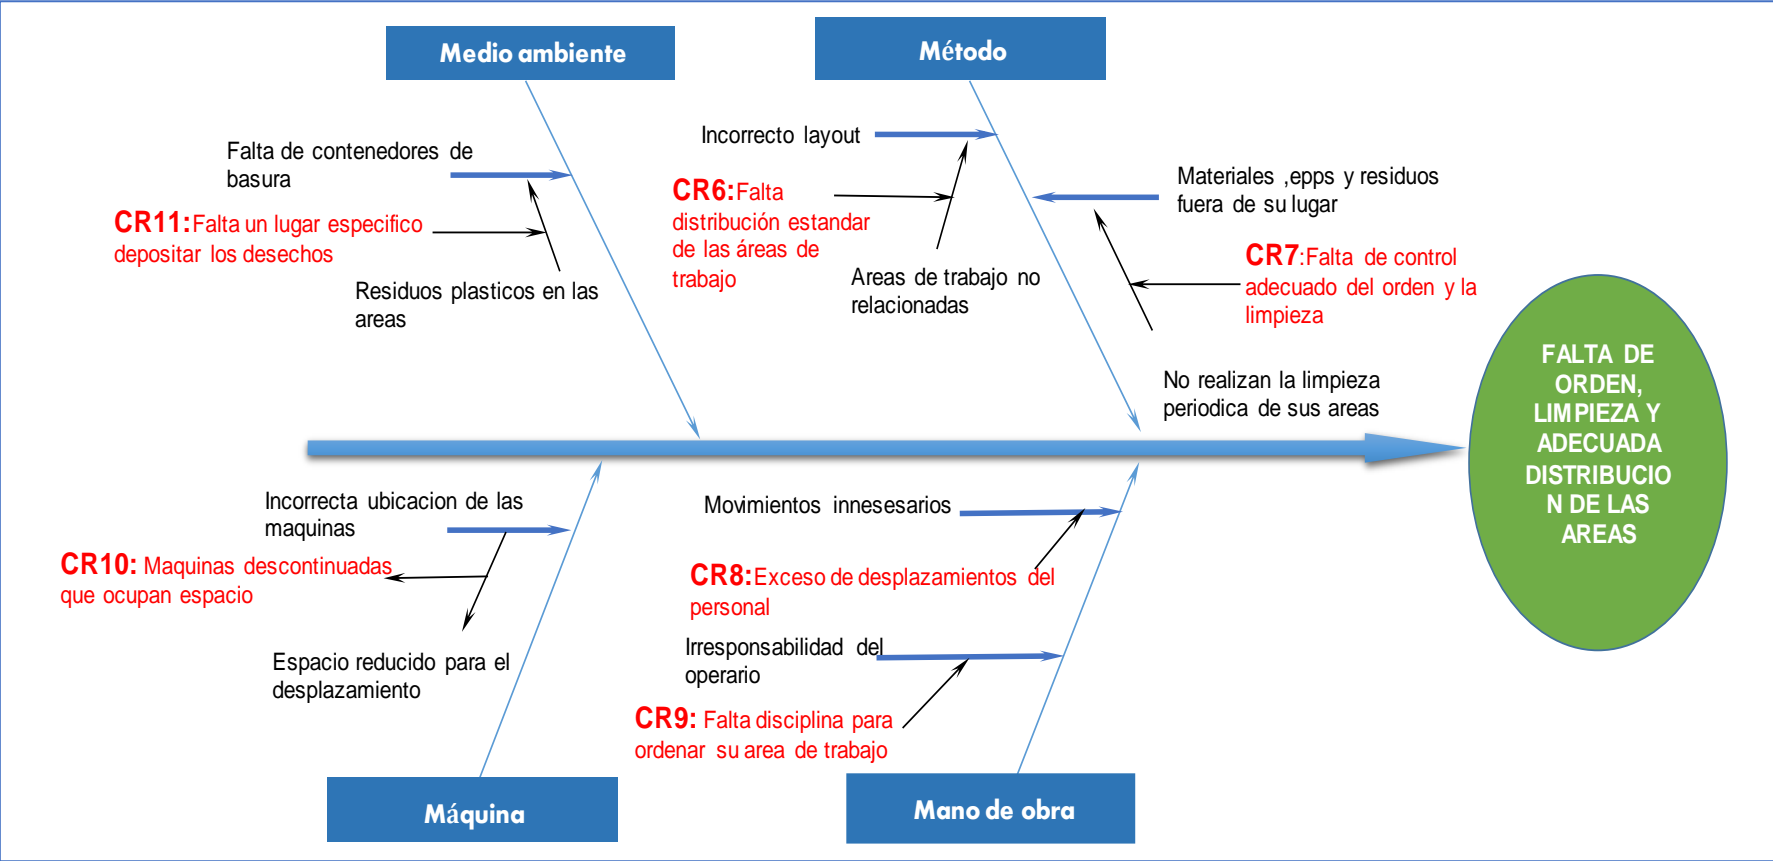 Medio ambiente
Método
Falta de contenedores de
basura
CR11:Falta un lugar especifico
depositar los desechos
Residuos plasticos en las
areas
Incorrecto layout
CR6:Falta
distribución estandar
de las áreas de
trabajo
Areas de trabajo no
relacionadas
Materiales ,epps y residuos
fuera de su lugar
CR7:Falta de control
adecuado del orden y la
limpieza
No realizan la limpieza
periodica de sus areas
FALTA DE
ORDEN,
LIMPIEZA Y
ADECUADA
DISTRIBUCIO
N DE LAS
AREAS
Incorrecta ubicacion de las
maquinas
CR10: Maquinas descontinuadas
que ocupan espacio
Espacio reducido para el
desplazamiento
Movimientos innesesarios
CR8:Exceso de desplazamientos del
personal
Irresponsabilidad del
operario
CR9: Falta disciplina para
ordenar su area de trabajo
Máquina
Mano de obra